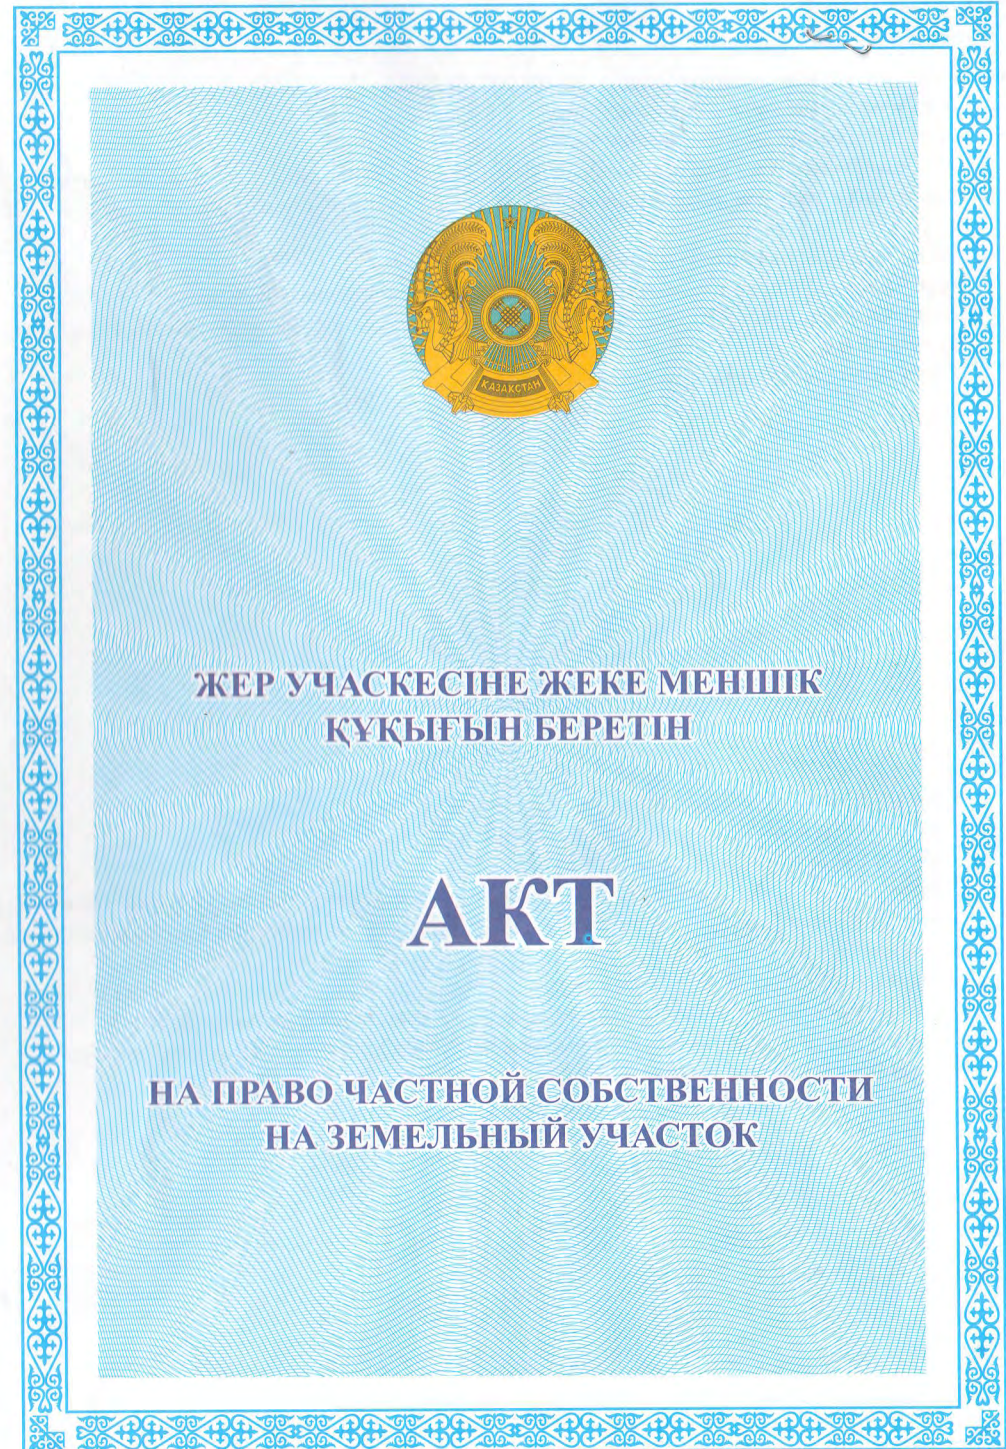 ҚАЗАҚСТАН
ЖЕР УЧАСКЕСІНЕ ЖЕКЕ МЕНШІК
ҚҰҚЫҒЫН БЕРЕТІН
АКТ
НА ПРАВО ЧАСТНОЙ СОБСТВЕННОСТИ
НА ЗЕМЕЛЬНЫЙ УЧАСТОК